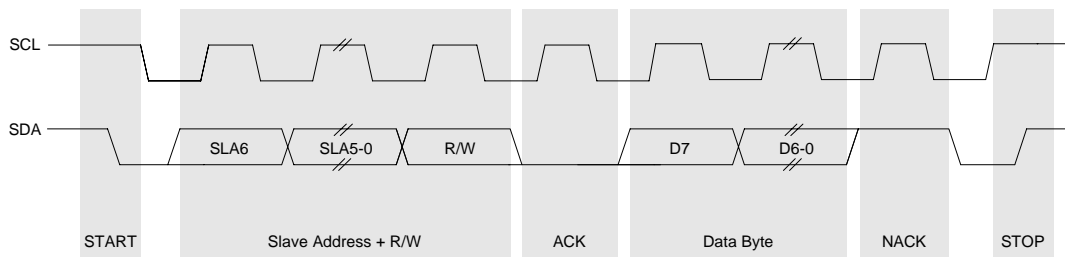 SCL
SDA
SLA6 SLA5-0 R/W D7 D6-0
START Slave Address + R/W ACK Data Byte NACK STOP